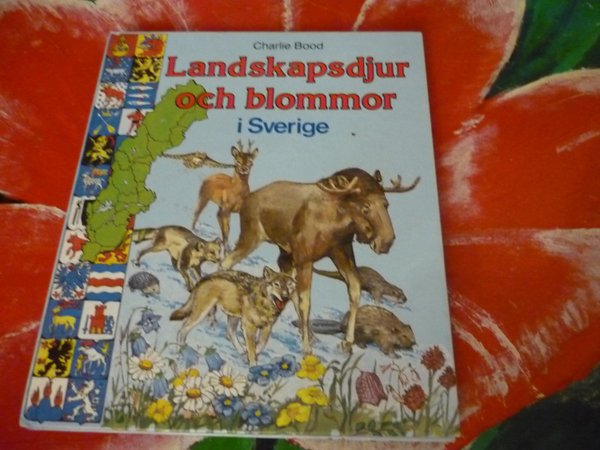 Charlie Bood
Landskapsdjur
och blommor
i Sverige